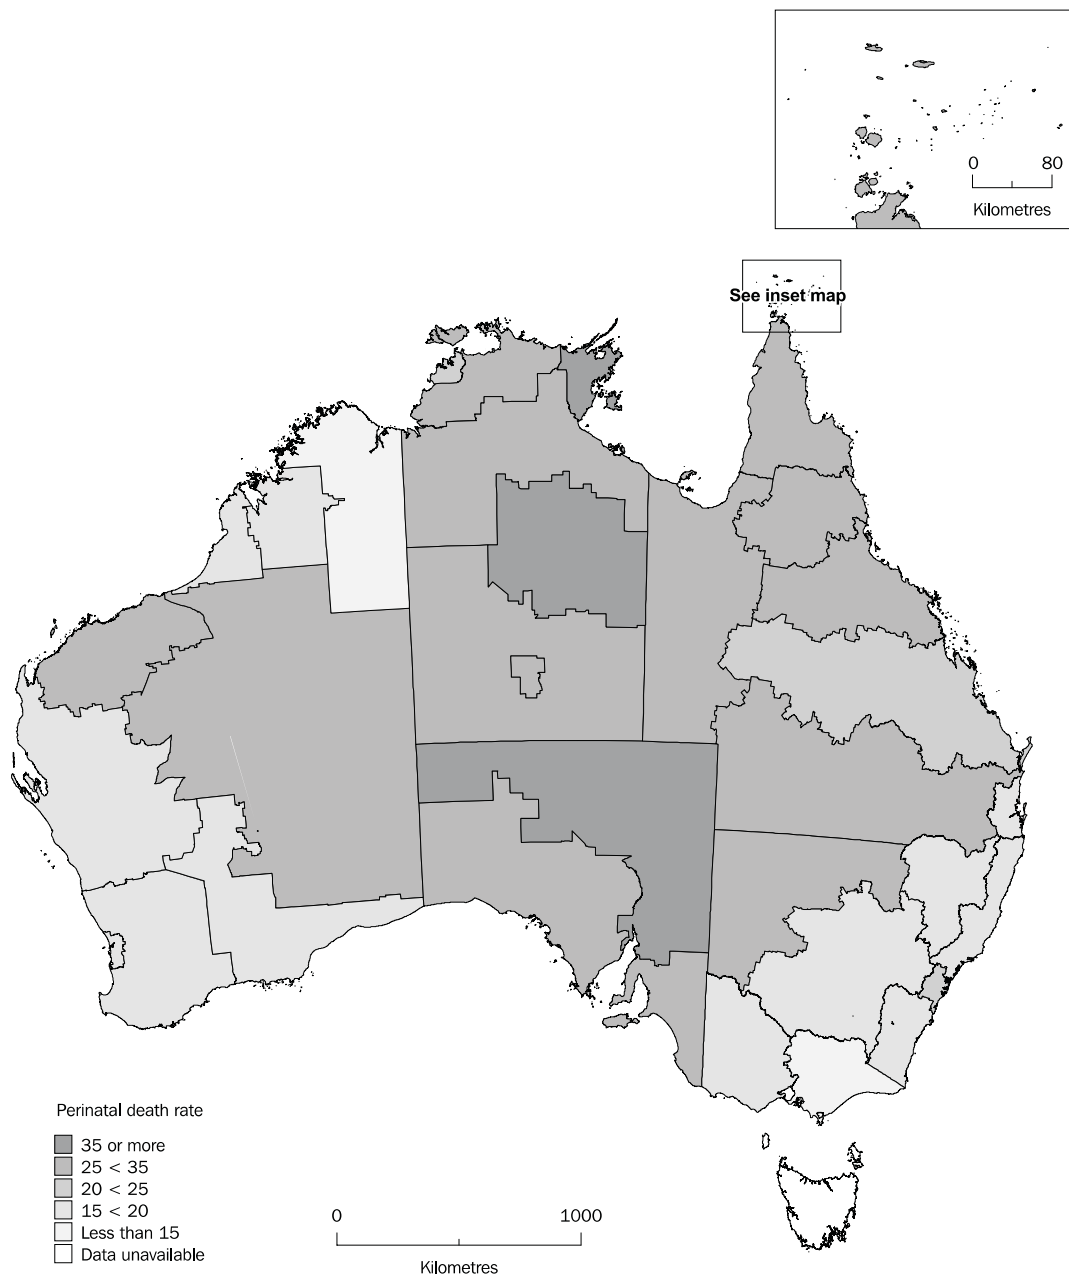 0 80
Kilometres
See inset map
Perinatal death rate
35 or more
25 < 35
20 < 25
15 < 20
Less than 15
Data unavailable
0 1000
Kilometres